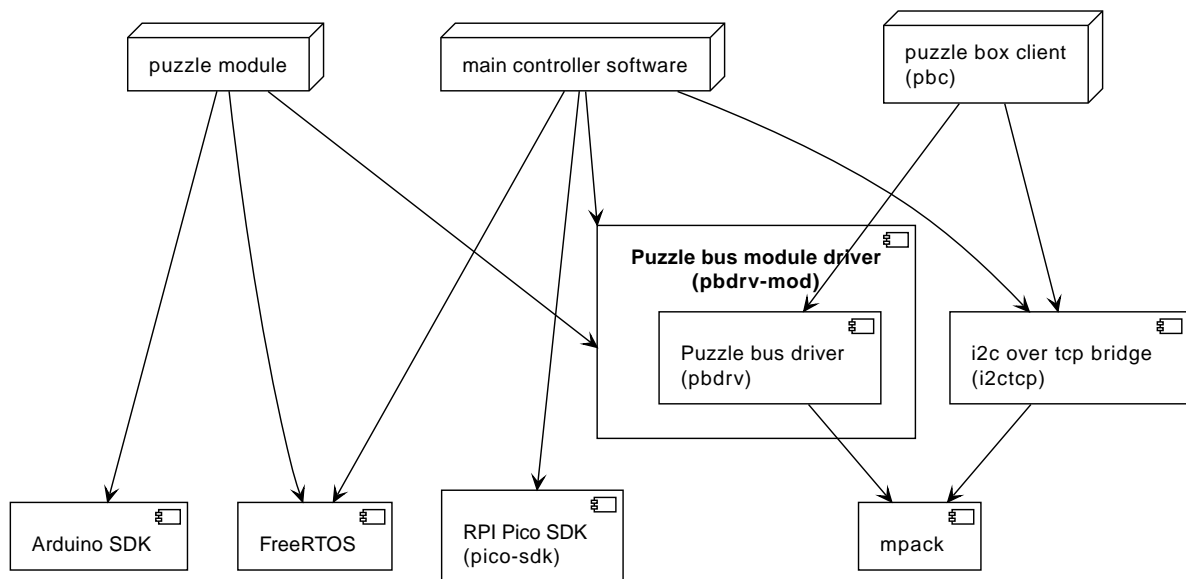 puzzle module
main controller software
puzzle box client
(pbc)
Puzzle bus module driver
(pbdrv-mod)
Puzzle bus driver
(pbdrv)
i2c over tcp bridge
(i2ctcp)
Arduino SDK
FreeRTOS
RPI Pico SDK
(pico-sdk)
mpack